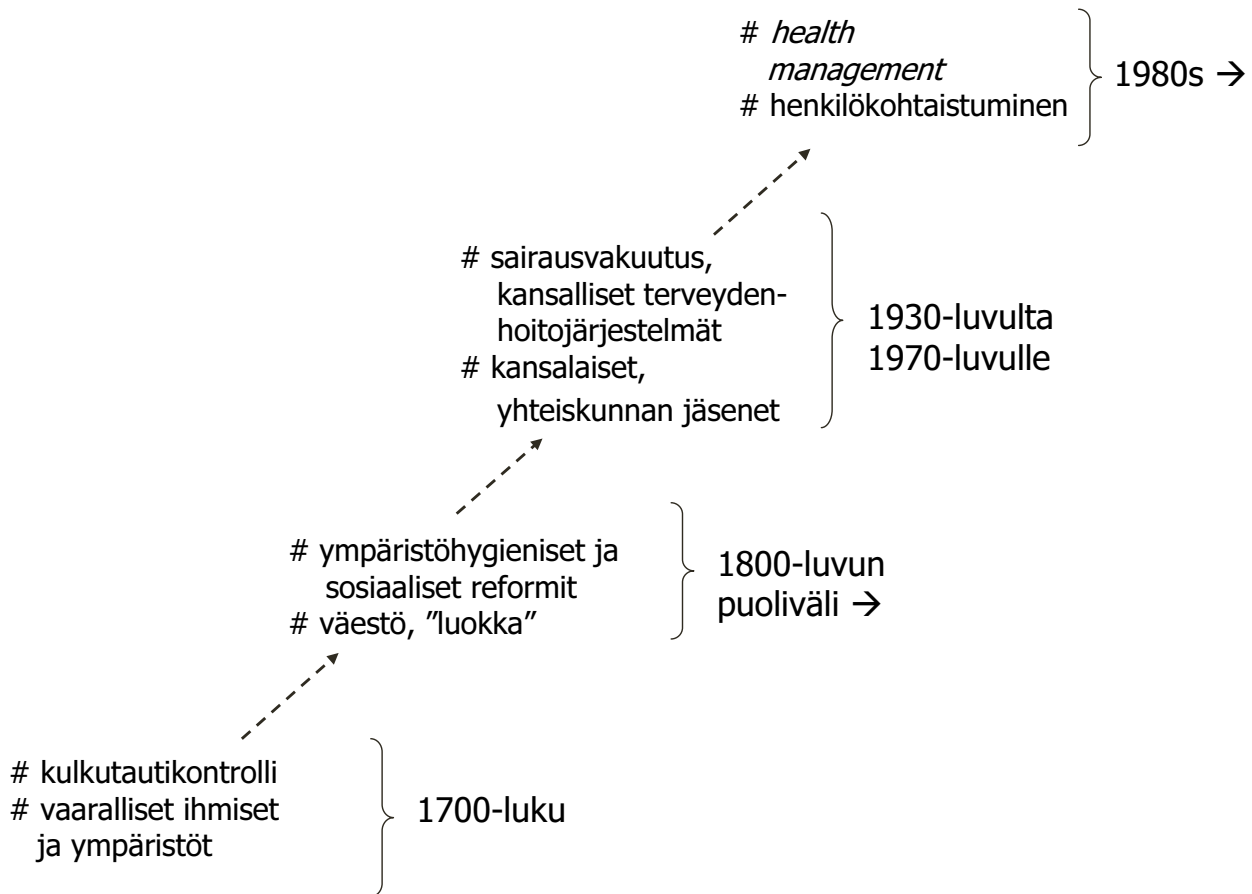 # health
management
# henkilökohtaistuminen
1980s →
# sairausvakuutus,
kansalliset terveyden-
hoitojärjestelmät
# kansalaiset,
yhteiskunnan jäsenet
1930-luvulta
1970-luvulle
# ympäristöhygieniset ja
sosiaaliset reformit
# väestö, ”luokka”
1800-luvun
puoliväli →
# kulkutautikontrolli
# vaaralliset ihmiset
ja ympäristöt
1700-luku